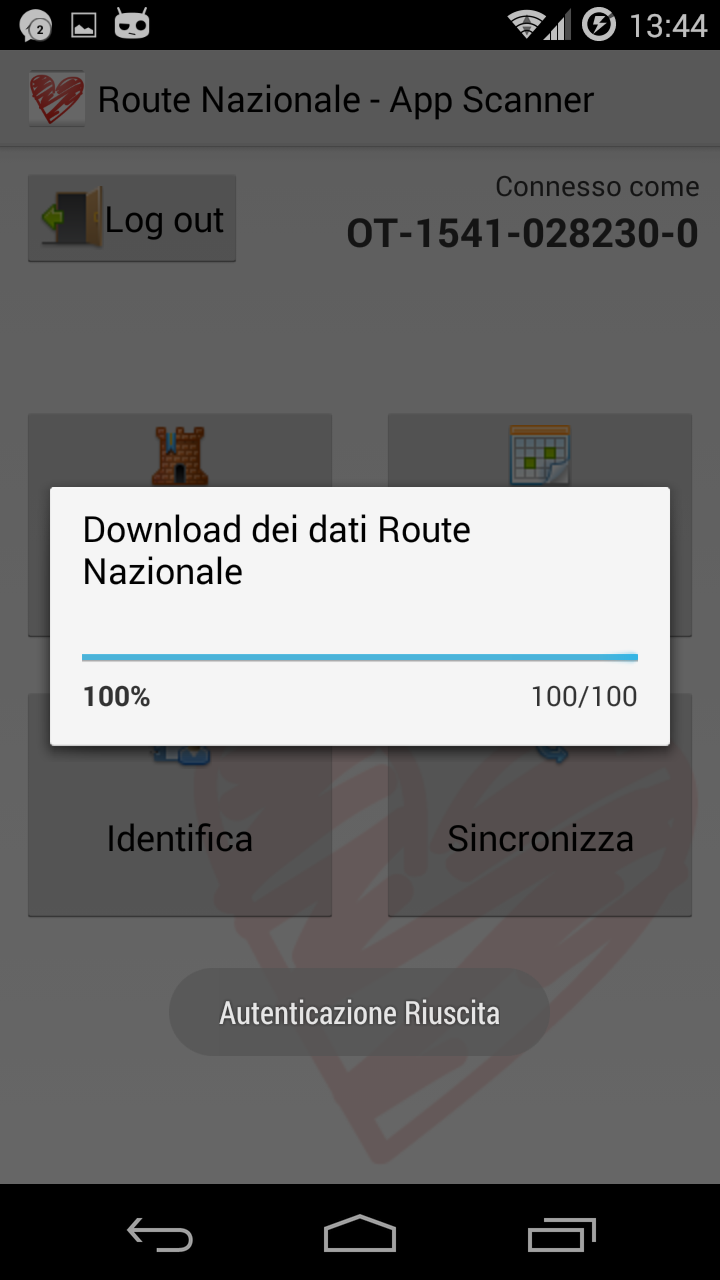 2
13:44
Route Nazionale - App Scanner
Log out
Connesso come
OT-1541-028230-0
Download dei dati Route
Nazionale
100%
100/100
Identifica
Sincronizza
Autenticazione Riuscita